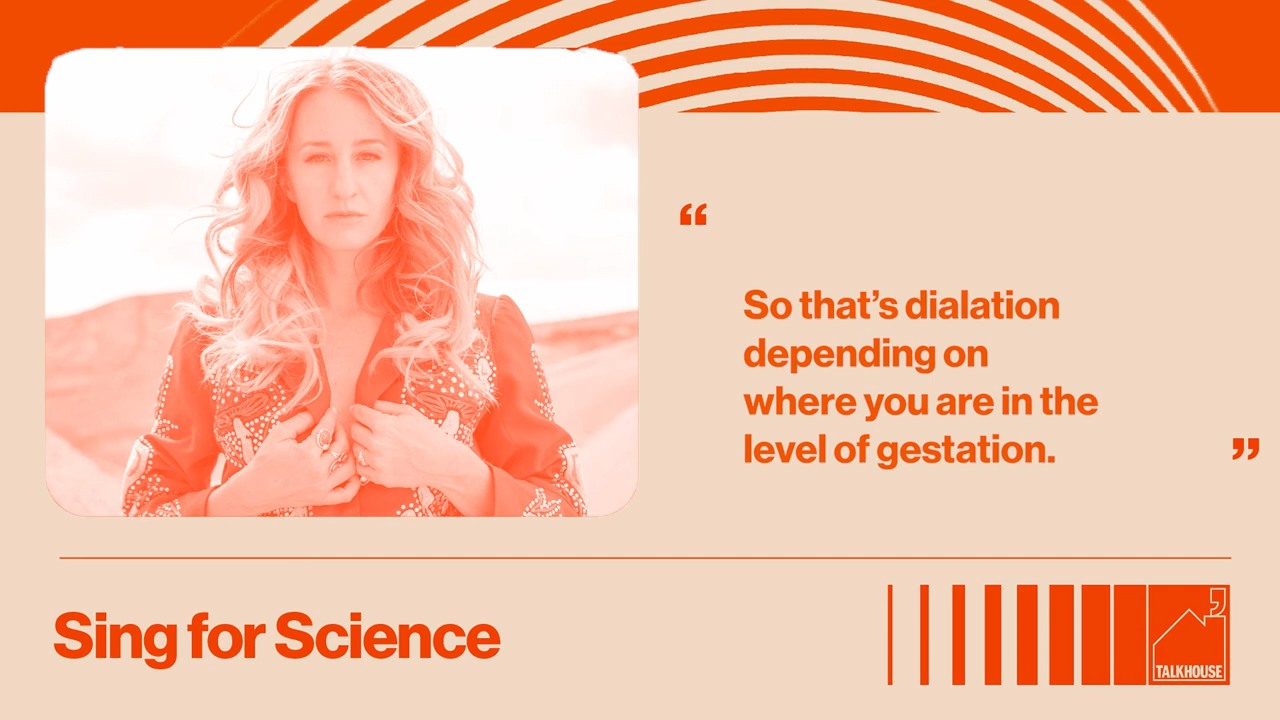 “
So that’s dialation
depending on
where you are in the
level of gestation.
”
Sing for Science
TALKHOUSE